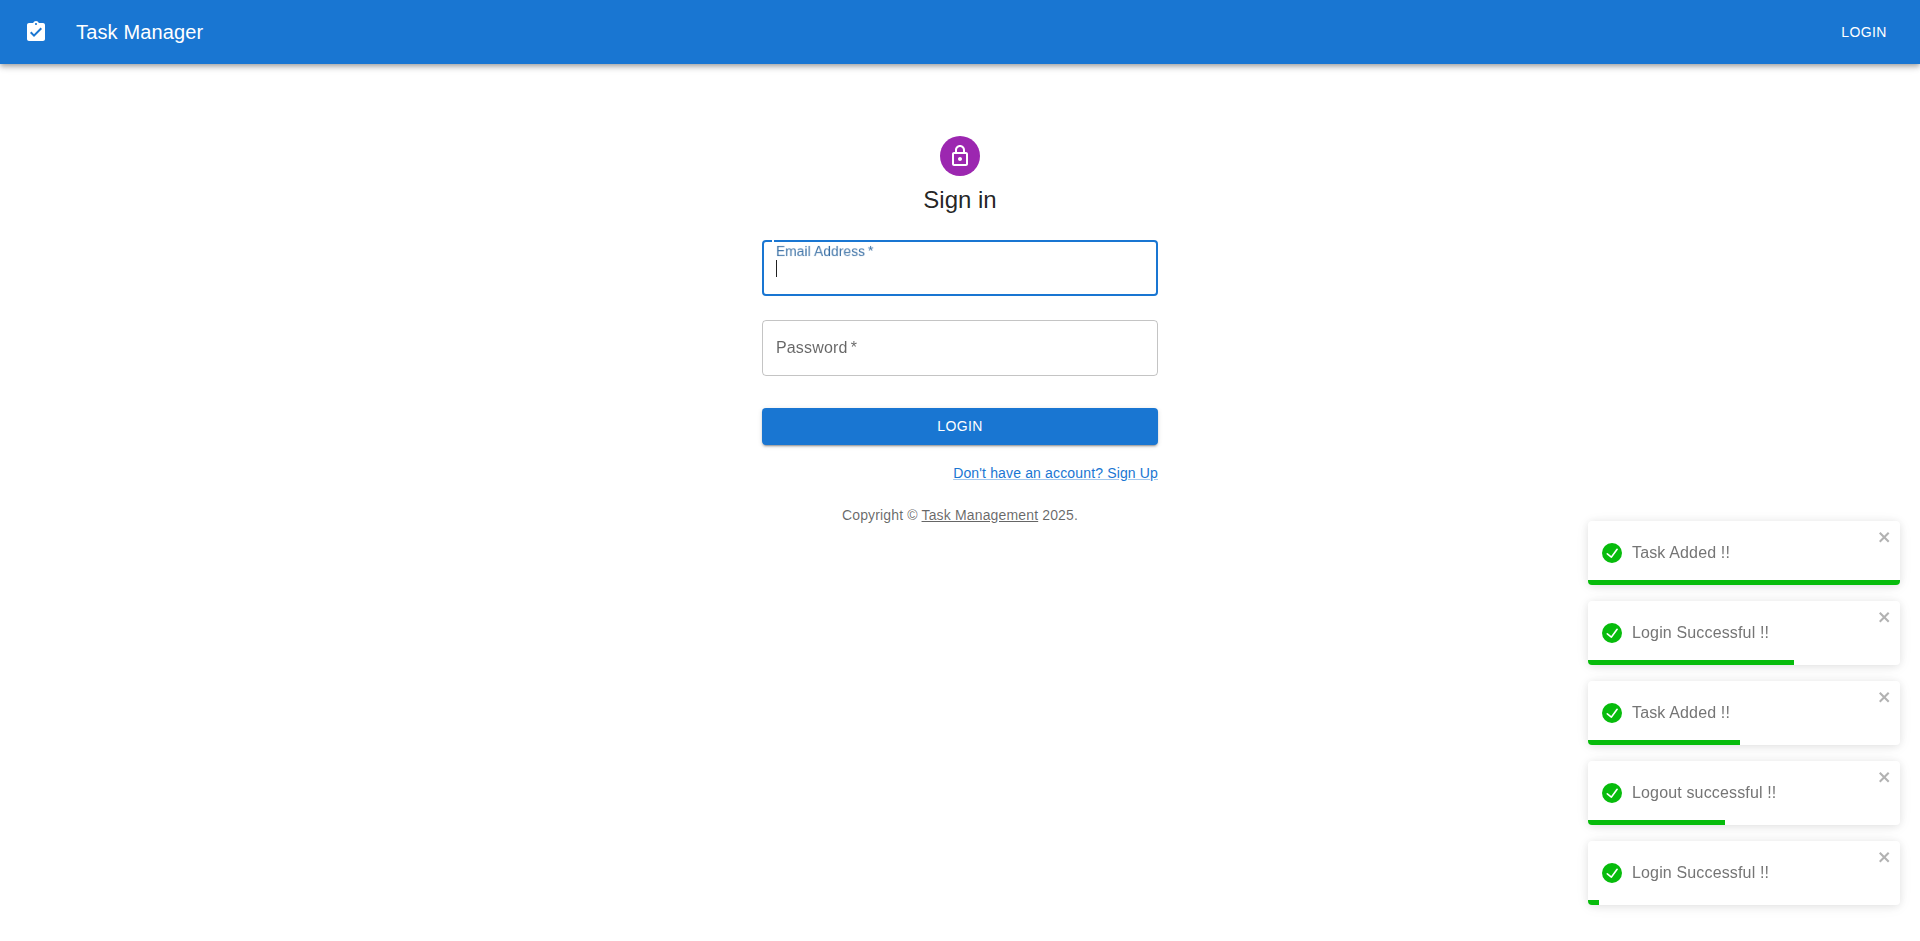 Task Manager
LOGIN
Sign in
Email Address *
Password *
LOGIN
Don't have an account? Sign Up
Copyright © Task Management 2025.
Task Added !!
Login Successful !!
Task Added !!
Logout successful !!
Login Successful !!